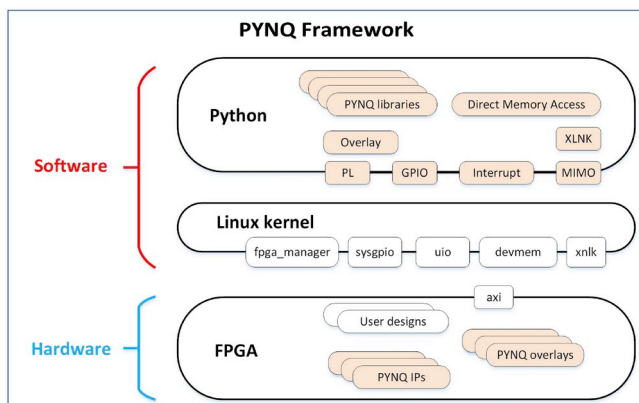 PYNQ Framework
PYNQ libraries
Direct Memory Access
Python
Overlay
XLNK
PL
GPIO
Interrupt
MIMO
Software
Linux kernel
fpga_manager
sysgpio
uio
devmem
xnlk
axi
User designs
Hardware
FPGA
PYNQ overlays
PYNQ IPs